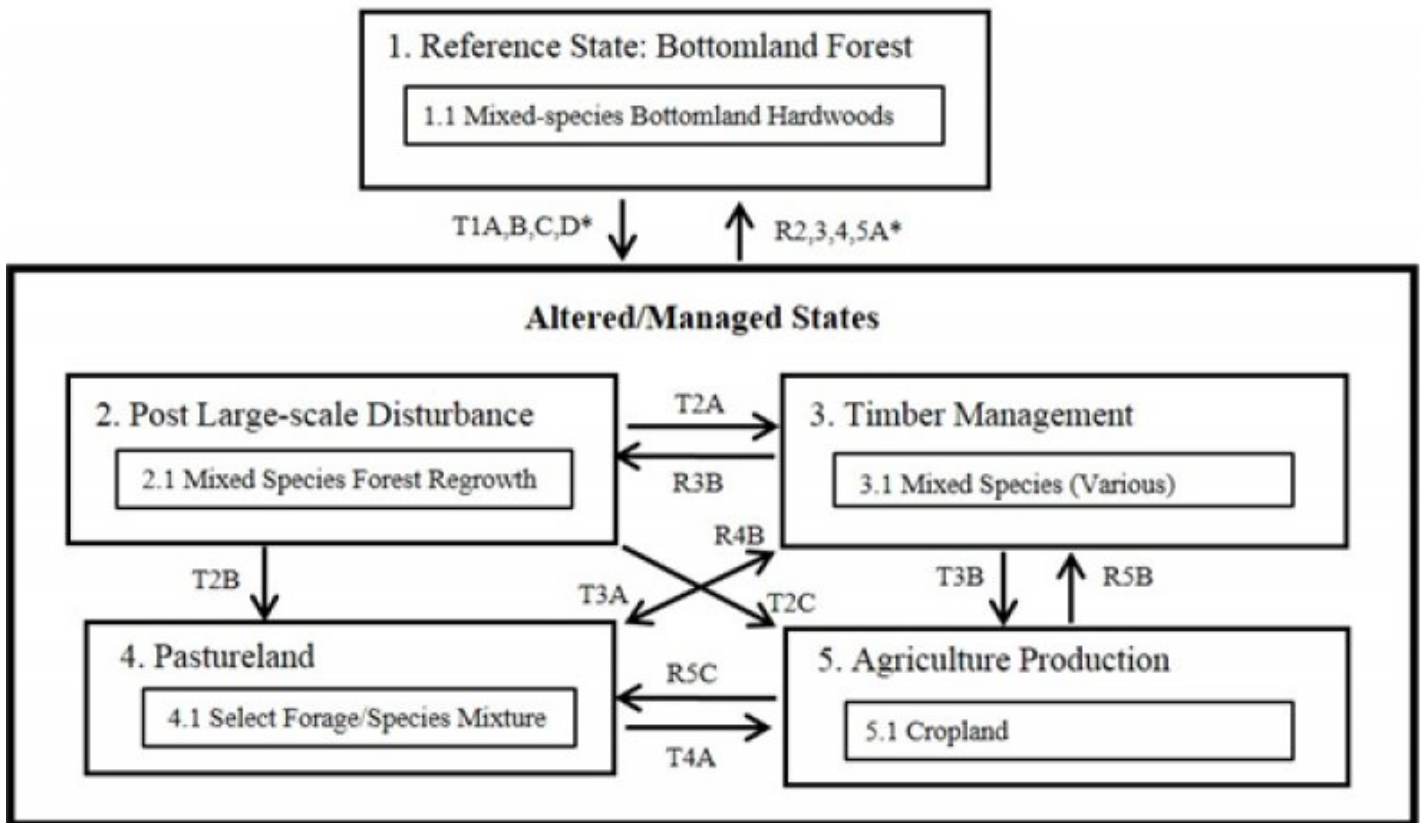 1. Reference State: Bottomland Forest
1.1 Mixed-species Bottomland Hardwoods
T1A,B,C,D*
R2,3,4,5A*
Altered/Managed States
2. Post Large-scale Disturbance
2.1 Mixed Species Forest Regrowth
T2A
R3B
3. Timber Management
3.1 Mixed Species (Various)
R4B
T2B
T3A
T2C
T3B
R5B
4. Pastureland
4.1 Select Forage/Species Mixture
R5C
T4A
5. Agriculture Production
5.1 Cropland